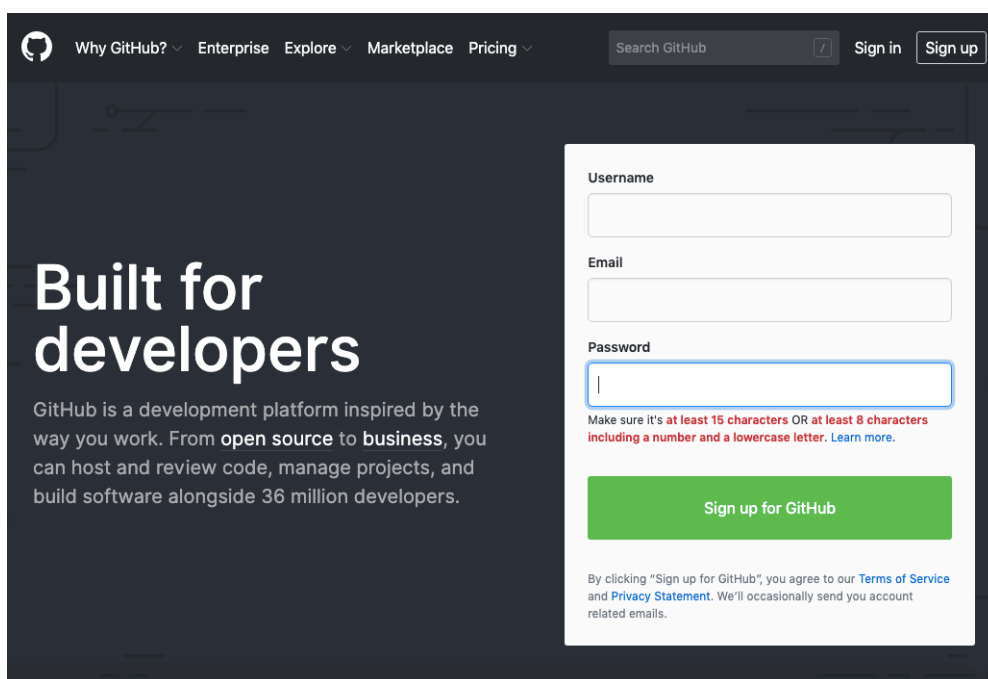 Why GitHub? Enterprise Explore Marketplace Pricing Search GitHub / Sign in Sign up
Built for
developers
GitHub is a development platform inspired by the
way you work. From open source to business, you
can host and review code, manage projects, and
build software alongside 36 million developers.
Username
Email
Password
Make sure it's at least 15 characters OR at least 8 characters
including a number and a lowercase letter. Learn more.
Sign up for GitHub
By clicking “Sign up for GitHub”, you agree to our Terms of Service
and Privacy Statement. We’ll occasionally send you account
related emails.